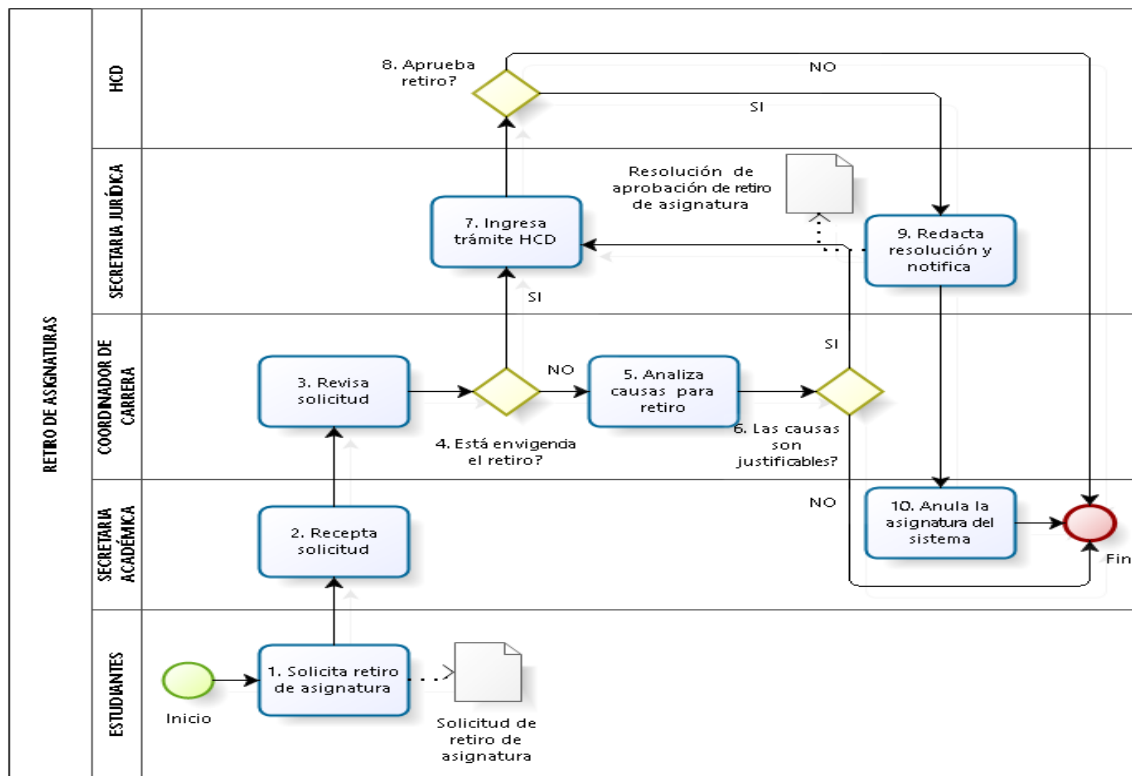 RETIRO DE ASIGNATURAS
HCD
8. Aprueba
retiro?
NO
SI
SECRETARIA JURÍDICA
Resolución de
aprobación de retiro
de asignatura
7. Ingresa
trámite HCD
9. Redacta
resolución y
notifica
SI
COORDINADOR DE
CARRERA
3. Revisa
solicitud
NO
5. Analiza
causas para
retiro
SI
4. Está envigencia
el retiro?
6. Las causas
son
justificables?
SECRETARIA
ACADÉMICA
2. Recepta
solicitud
NO
10. Anula la
asignatura del
sistema
Fin
ESTUDIANTES
Inicio
1. Solicita retiro
de asignatura
Solicitud de
retiro de
asignatura